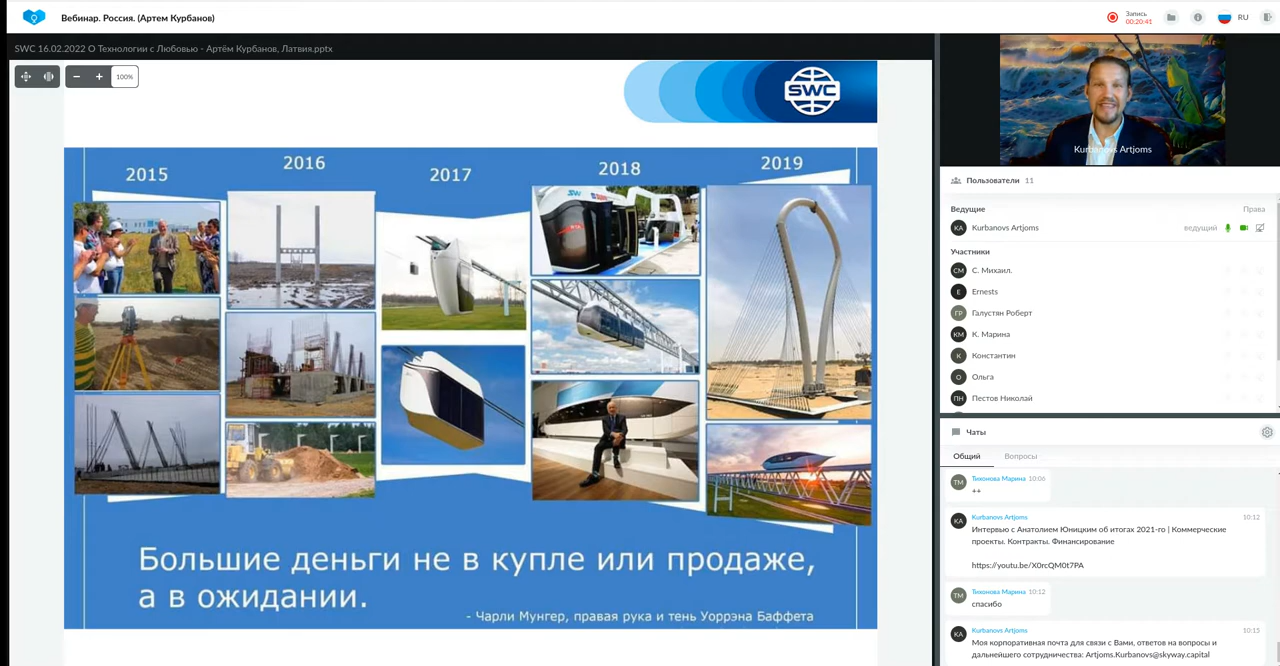 Вебинар. Россия. (Артем Курбанов)
Запись
00:20:41
RU
SWC 16.02.2022 О Технологии с Любовью - Артём Курбанов, Латвия.pptx
100%
SWC
2015
2016
2017
2018
2019
Большие деньги не в купле или продаже,
а в ожидании.
- Чарли Мунгер, правая рука и тень Уоррэна Баффета
Kurbanovs Artjoms
Пользователи 11
Ведущие
Права
KA Kurbanovs Artjoms ведущий
Участники
СМ С. Михаил.
E Ernests
ГР Галустян Роберт
КМ К. Марина
К Константин
О Ольга
ПН Пестов Николай
Чаты
Общий Вопросы
ТМ Тихонова Марина 10:06
++
KA Kurbanovs Artjoms 10:12
Интервью с Анатолием Юницким об итогах 2021-го | Коммерческие
проекты. Контракты. Финансирование
https://youtu.be/X0rcQM0t7PA
ТМ Тихонова Марина 10:12
спасибо
KA Kurbanovs Artjoms 10:15
Моя корпоративная почта для связи с Вами, ответов на вопросы и
дальнейшего сотрудничества: Artjoms.Kurbanovs@skyway.capital